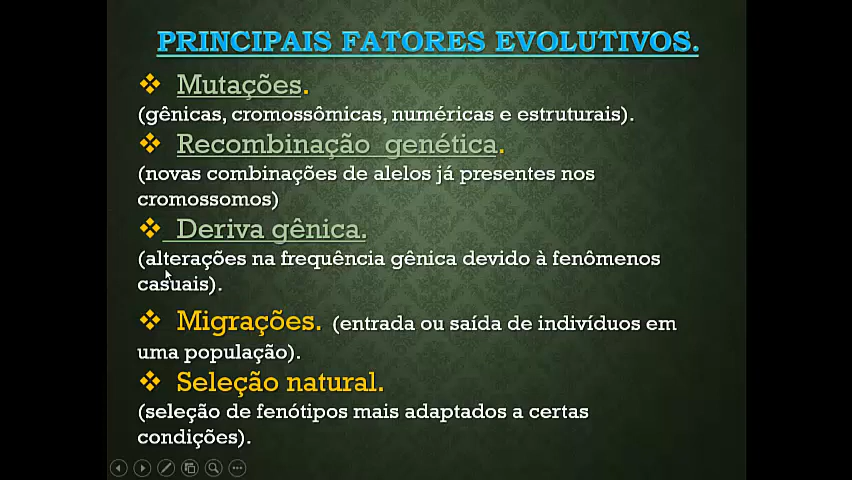 PRINCIPAIS FATORES EVOLUTIVOS.
❖ Mutações.
(gênicas, cromossômicas, numéricas e estruturais).
❖ Recombinação genética.
(novas combinações de alelos já presentes nos
cromossomos)
❖ Deriva gênica.
(alterações na frequência gênica devido à fenômenos
casuais).
❖ Migrações. (entrada ou saída de indivíduos em
uma população).
❖ Seleção natural.
(seleção de fenótipos mais adaptados a certas
condições).